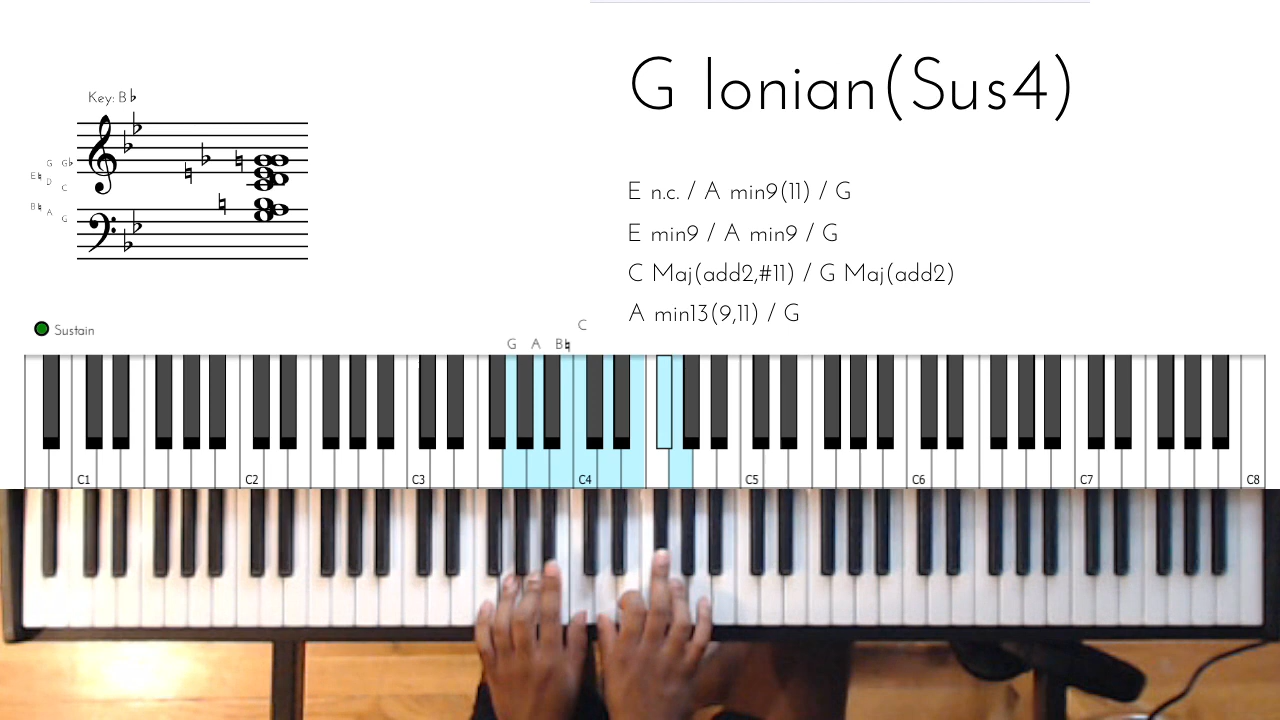 G Ionian(Sus4)
Key: B♭
G G♭
E♮ D C
B♮ A G
E n.c. / A min9(11) / G
E min9 / A min9 / G
C Maj(add2,#11) / G Maj(add2)
A min13(9,11) / G
Sustain
C
G A B♮
C1 C2 C3 C4 C5 C6 C7 C8